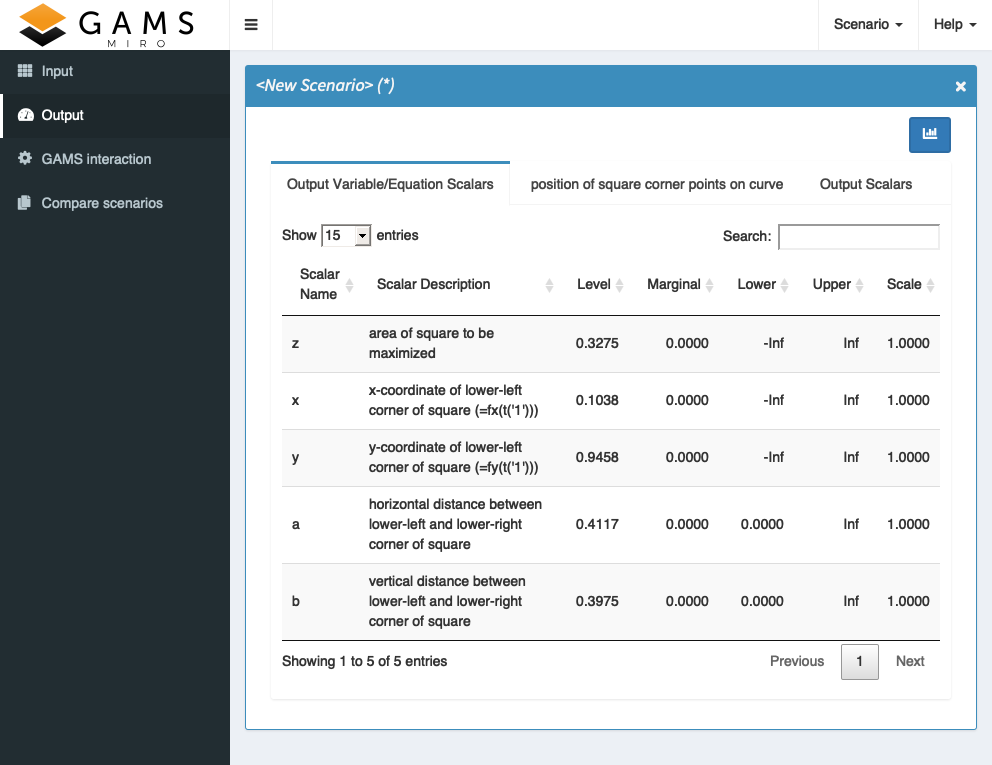 GAMS
MIRO
Scenario
Help
Input
Output
GAMS interaction
Compare scenarios
<New Scenario> (*)
Output Variable/Equation Scalars
position of square corner points on curve
Output Scalars
Show 15 entries
Search:
Scalar
Name
Scalar Description
Level
Marginal
Lower
Upper
Scale
z
area of square to be
maximized
0.3275
0.0000
-Inf
Inf
1.0000
x
x-coordinate of lower-left
corner of square (=fx(t('1')))
0.1038
0.0000
-Inf
Inf
1.0000
y
y-coordinate of lower-left
corner of square (=fy(t('1')))
0.9458
0.0000
-Inf
Inf
1.0000
a
horizontal distance between
lower-left and lower-right
corner of square
0.4117
0.0000
0.0000
Inf
1.0000
b
vertical distance between
lower-left and lower-right
corner of square
0.3975
0.0000
0.0000
Inf
1.0000
Showing 1 to 5 of 5 entries
Previous
1
Next